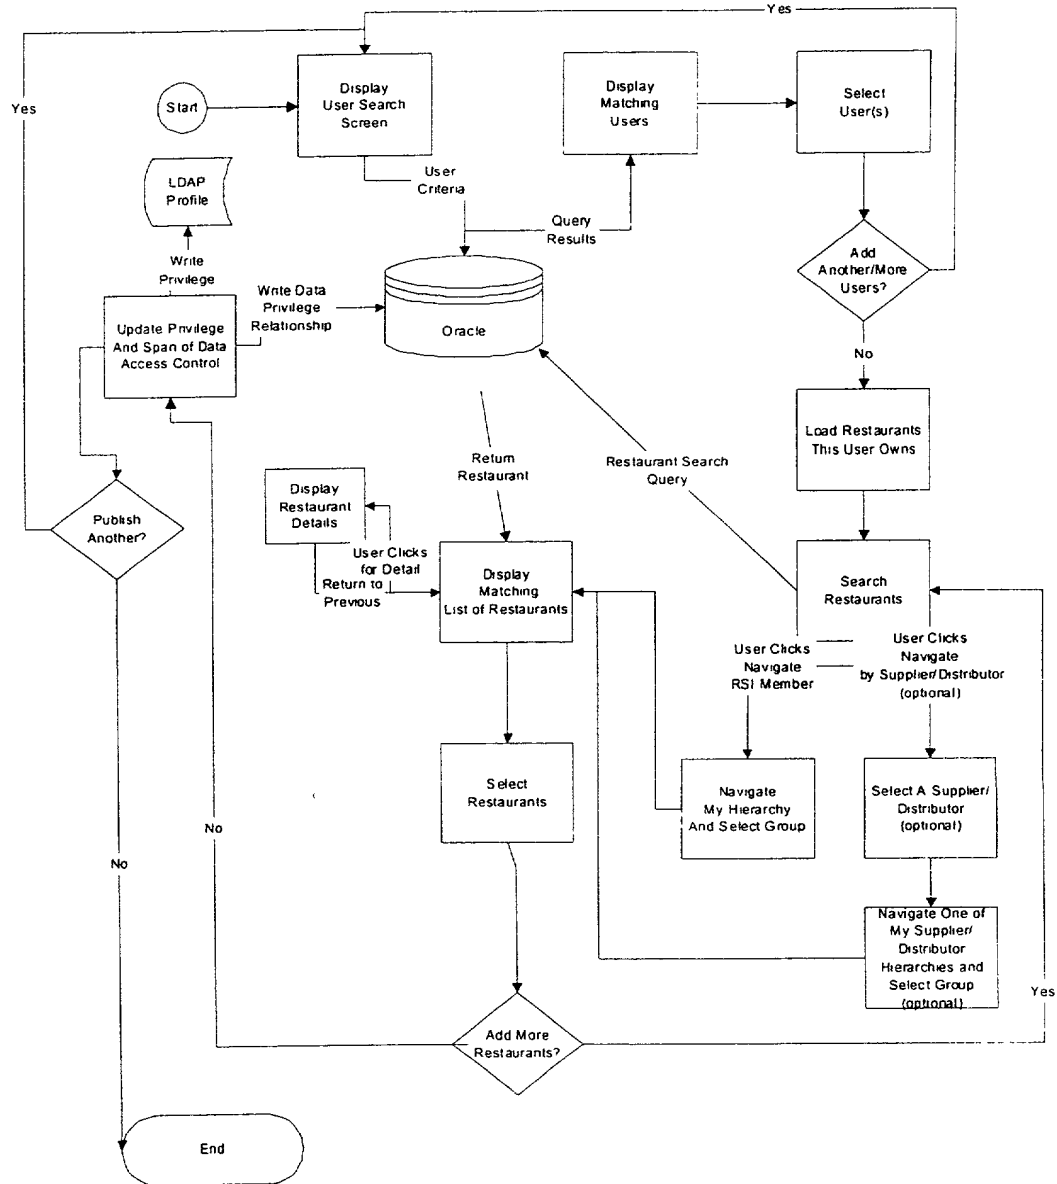 Yes
Yes
Start
Display
User Search
Screen
Display
Matching
Users
Select
User(s)
LDAP
Profile
User
Criteria
Query
Results
Add
Another/More
Users?
Write
Privilege
Write Data
Privilege
Relationship
Update Privilege
And Span of Data
Access Control
Oracle
No
Load Restaurants
This User Owns
Return
Restaurant
Restaurant Search
Query
Display
Restaurant
Details
Publish
Another?
User Clicks
for Detail
Return to
Previous
Display
Matching
List of Restaurants
Search
Restaurants
User Clicks
Navigate
RSI Member
User Clicks
Navigate
by Supplier/Distributor
(optional)
Select
Restaurants
Navigate
My Hierarchy
And Select Group
Select A Supplier/
Distributor
(optional)
No
No
Navigate One of
My Supplier/
Distributor
Hierarchies and
Select Group
(optional)
Yes
Add More
Restaurants?
End